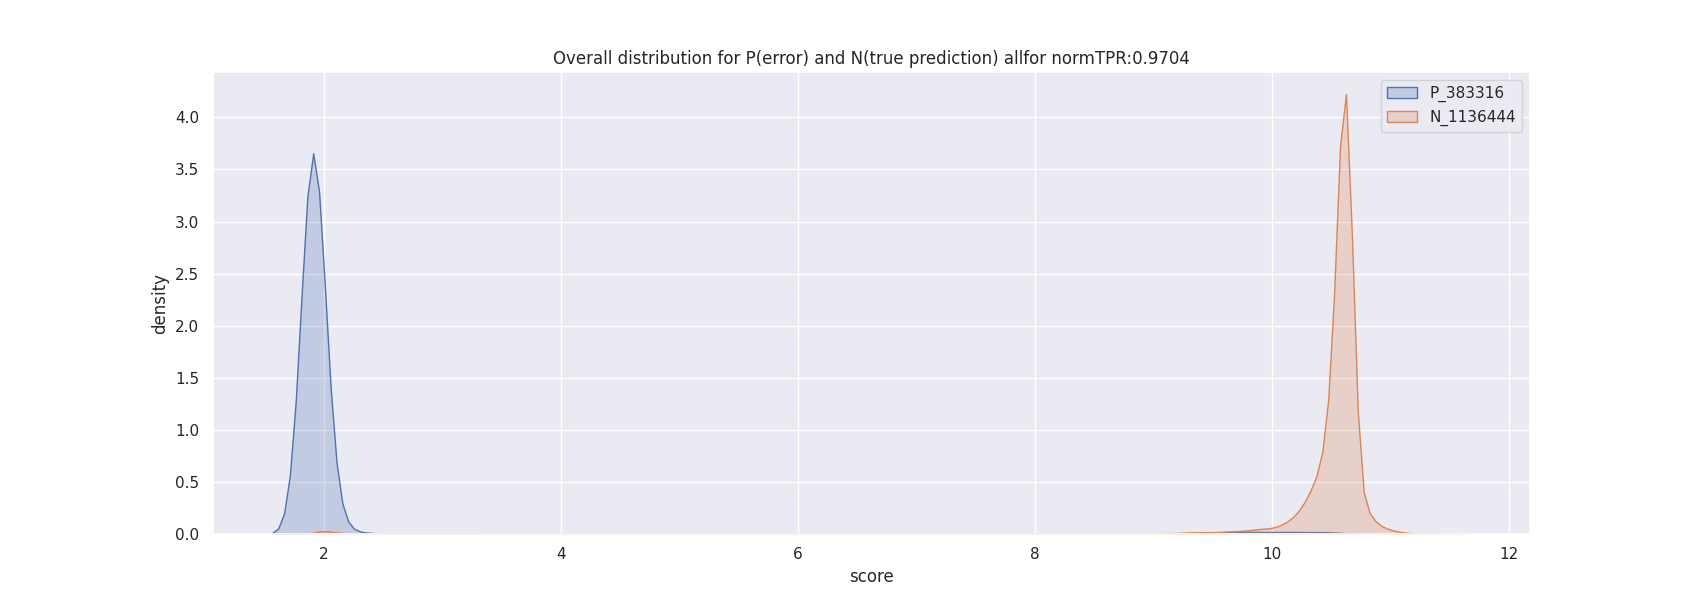 Overall distribution for P(error) and N(true prediction) allfor normTPR:0.9704
P_383316
N_1136444
4.0
3.5
3.0
2.5
2.0
1.5
1.0
0.5
0.0
density
2 4 6 8 10 12
score